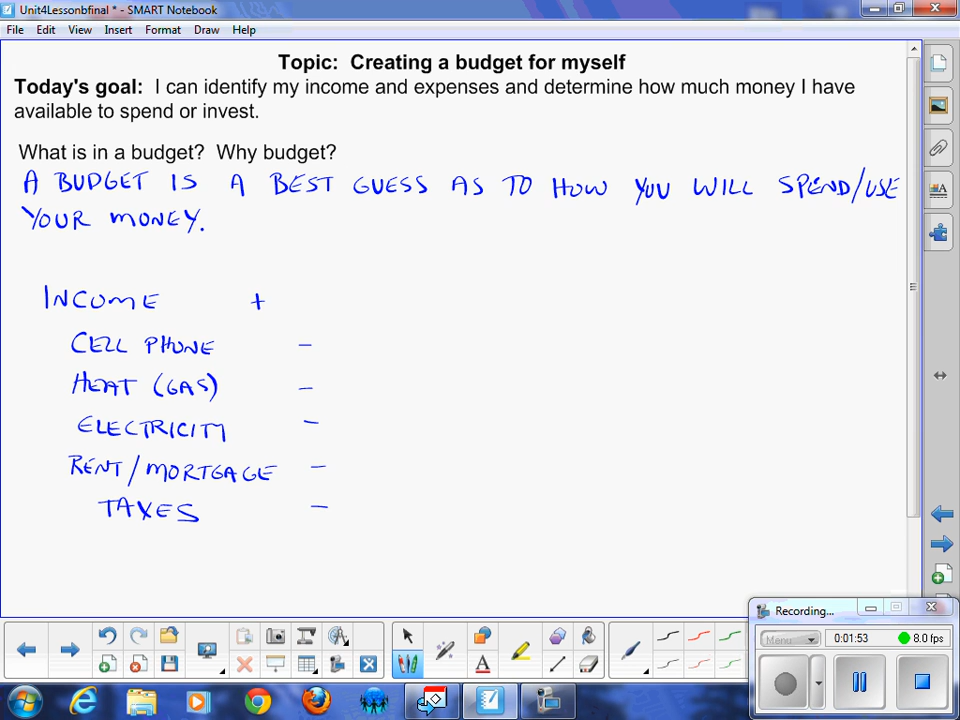 Unit4Lessonbfinal * - SMART Notebook
File Edit View Insert Format Draw Help
Topic: Creating a budget for myself
Today's goal: I can identify my income and expenses and determine how much money I have
available to spend or invest.
What is in a budget? Why budget?
A BUDGET IS A BEST GUESS AS TO HOW YOU WILL SPEND/USE
YOUR MONEY.
INCOME +
CELL PHONE -
HEAT (GAS) -
ELECTRICITY -
RENT/MORTGAGE -
TAXES -
Recording...
Menu 0:01:53 8.0 fps